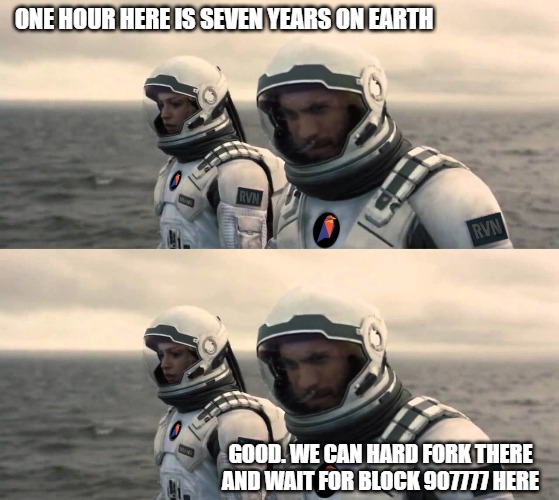 ONE HOUR HERE IS SEVEN YEARS ON EARTH
RVN
RVN
GOOD. WE CAN HARD FORK THERE
AND WAIT FOR BLOCK 907777 HERE